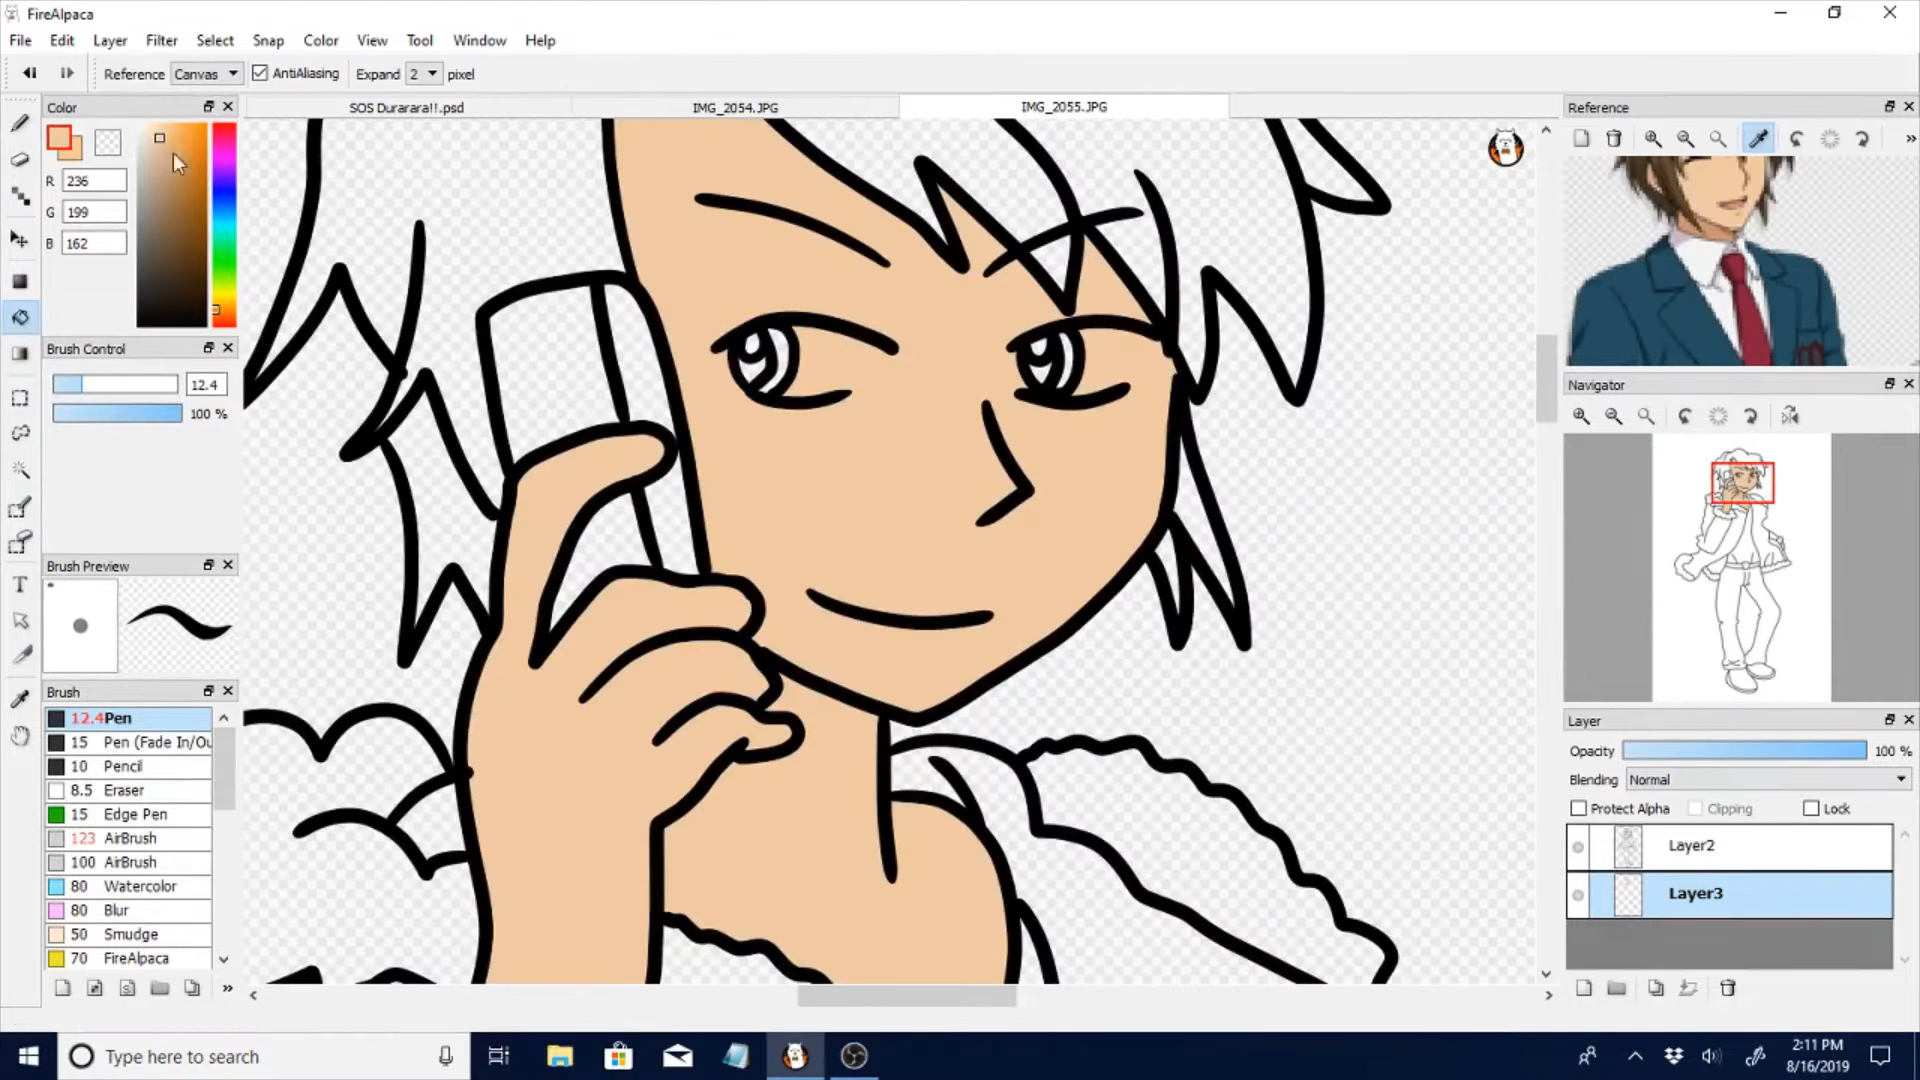 FireAlpaca
File Edit Layer Filter Select Snap Color View Tool Window Help
Reference Canvas AntiAliasing Expand 2 pixel
Color
SOS Durarara!!.psd
IMG_2054.JPG
IMG_2055.JPG
Reference
R 236
G 199
B 162
Brush Control
12.4
100 %
Navigator
Brush Preview
Brush
12.4Pen
15 Pen (Fade In/Ou
10 Pencil
8.5 Eraser
15 Edge Pen
123 AirBrush
100 AirBrush
80 Watercolor
80 Blur
50 Smudge
70 FireAlpaca
Layer
Opacity 100 %
Blending Normal
Protect Alpha Clipping Lock
Layer2
Layer3
Type here to search
2:11 PM
8/16/2019